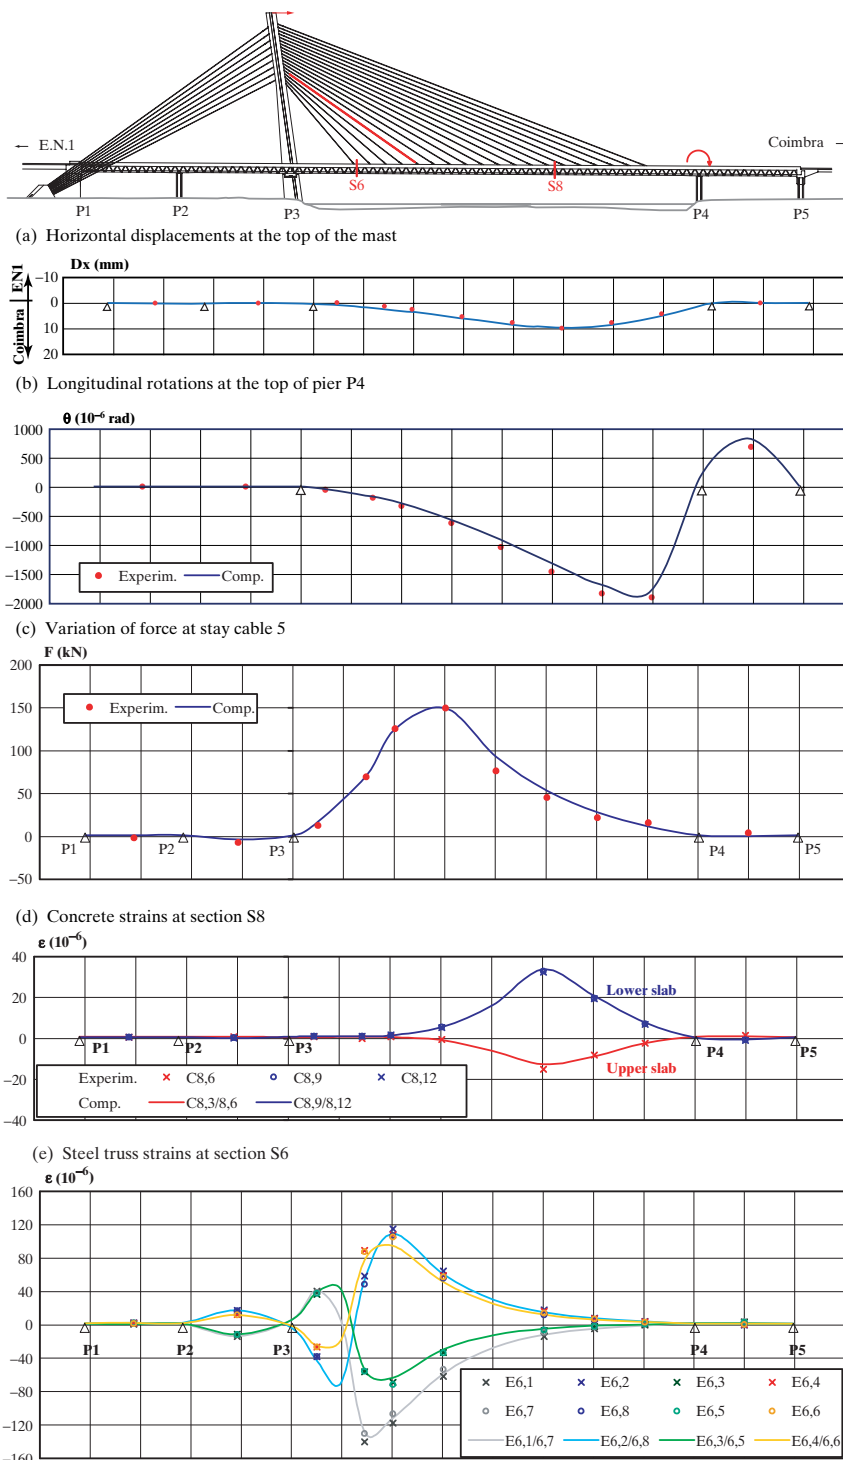 ← E.N.1
Coimbra
S6
S8
P1
P2
P3
P4
P5
(a) Horizontal displacements at the top of the mast
Dx (mm)
Coimbra | EN1
-10
0
10
20
(b) Longitudinal rotations at the top of pier P4
θ (10⁻⁶ rad)
1000
500
0
-500
-1000
-1500
-2000
Experim.
Comp.
(c) Variation of force at stay cable 5
F (kN)
200
150
100
50
0
-50
Experim.
Comp.
P1
P2
P3
P4
P5
(d) Concrete strains at section S8
ε (10⁻⁶)
40
20
0
-20
-40
Lower slab
Upper slab
P1
P2
P3
P4
P5
Experim. C8,6 C8,9 C8,12
Comp. C8,3/8,6 C8,9/8,12
(e) Steel truss strains at section S6
ε (10⁻⁶)
160
120
80
40
0
-40
-80
-120
-160
P1
P2
P3
P4
P5
E6,1 E6,2 E6,3 E6,4
E6,7 E6,8 E6,5 E6,6
E6,1/6,7 E6,2/6,8 E6,3/6,5 E6,4/6,6